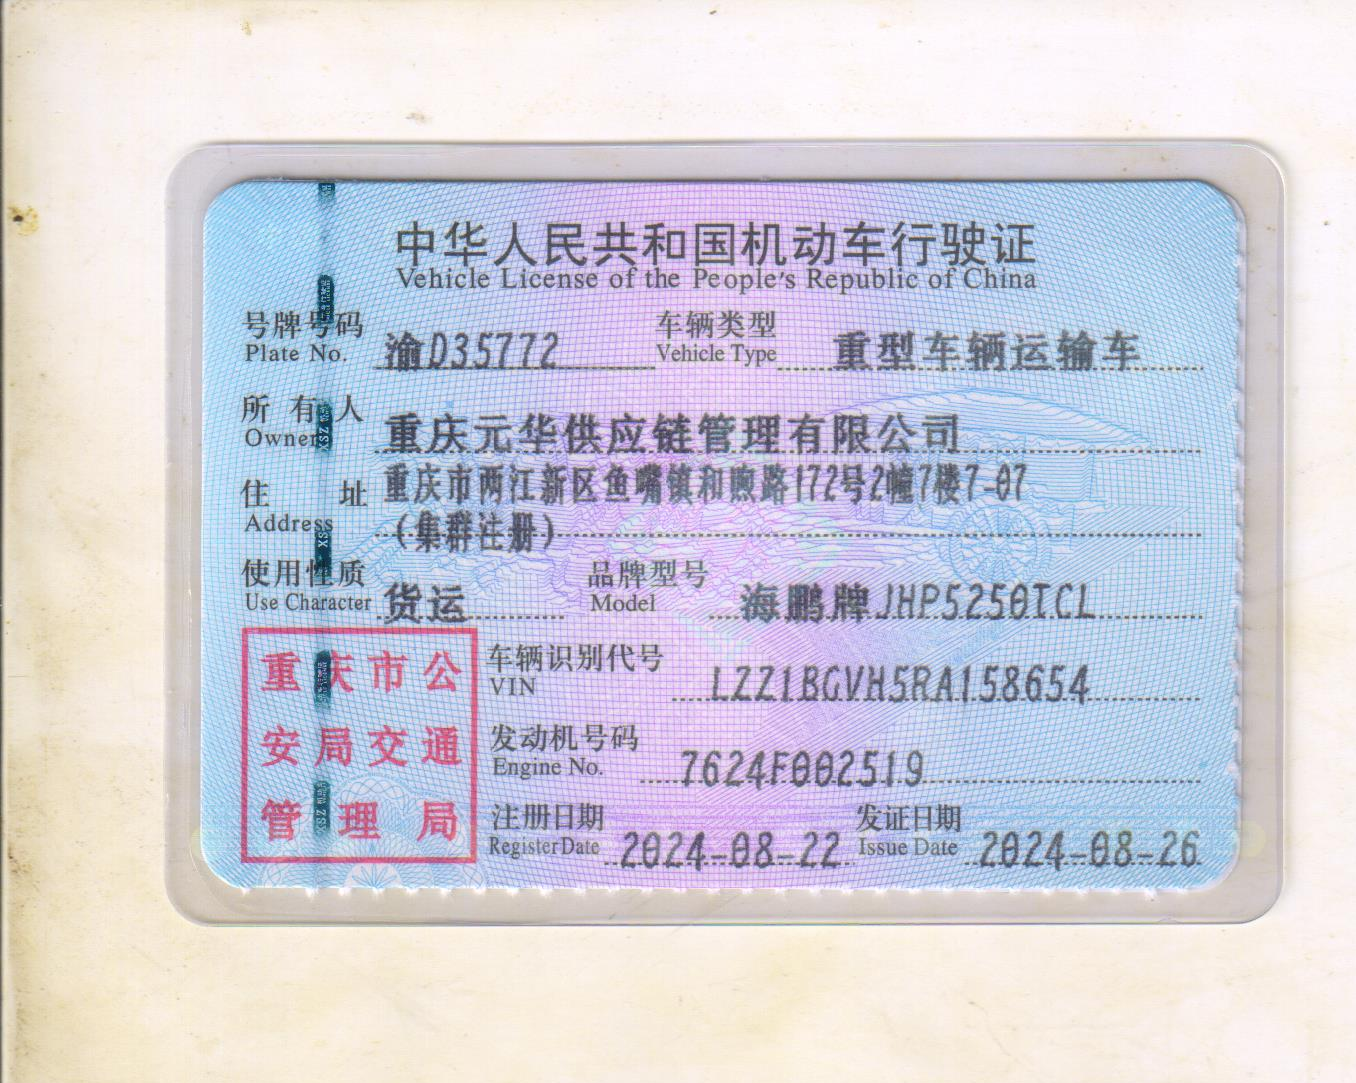 中华人民共和国机动车行驶证
Vehicle License of the People's Republic of China
号牌号码 渝D35772 车辆类型 重型车辆运输车
Plate No. Vehicle Type
所有人 重庆元华供应链管理有限公司
Owner
住址 重庆市两江新区鱼嘴镇和煦路172号2幢7楼7-07
Address (集群注册)
使用性质 货运 品牌型号 海鹏牌JHP5250TCL
Use Character Model
重庆市公
安局交通
管理局
车辆识别代号 LZZ1BGVH5RA158654
VIN
发动机号码 7624F002519
Engine No.
注册日期 2024-08-22 发证日期 2024-08-26
Register Date Issue Date
XSZ
XSZ
XSZ